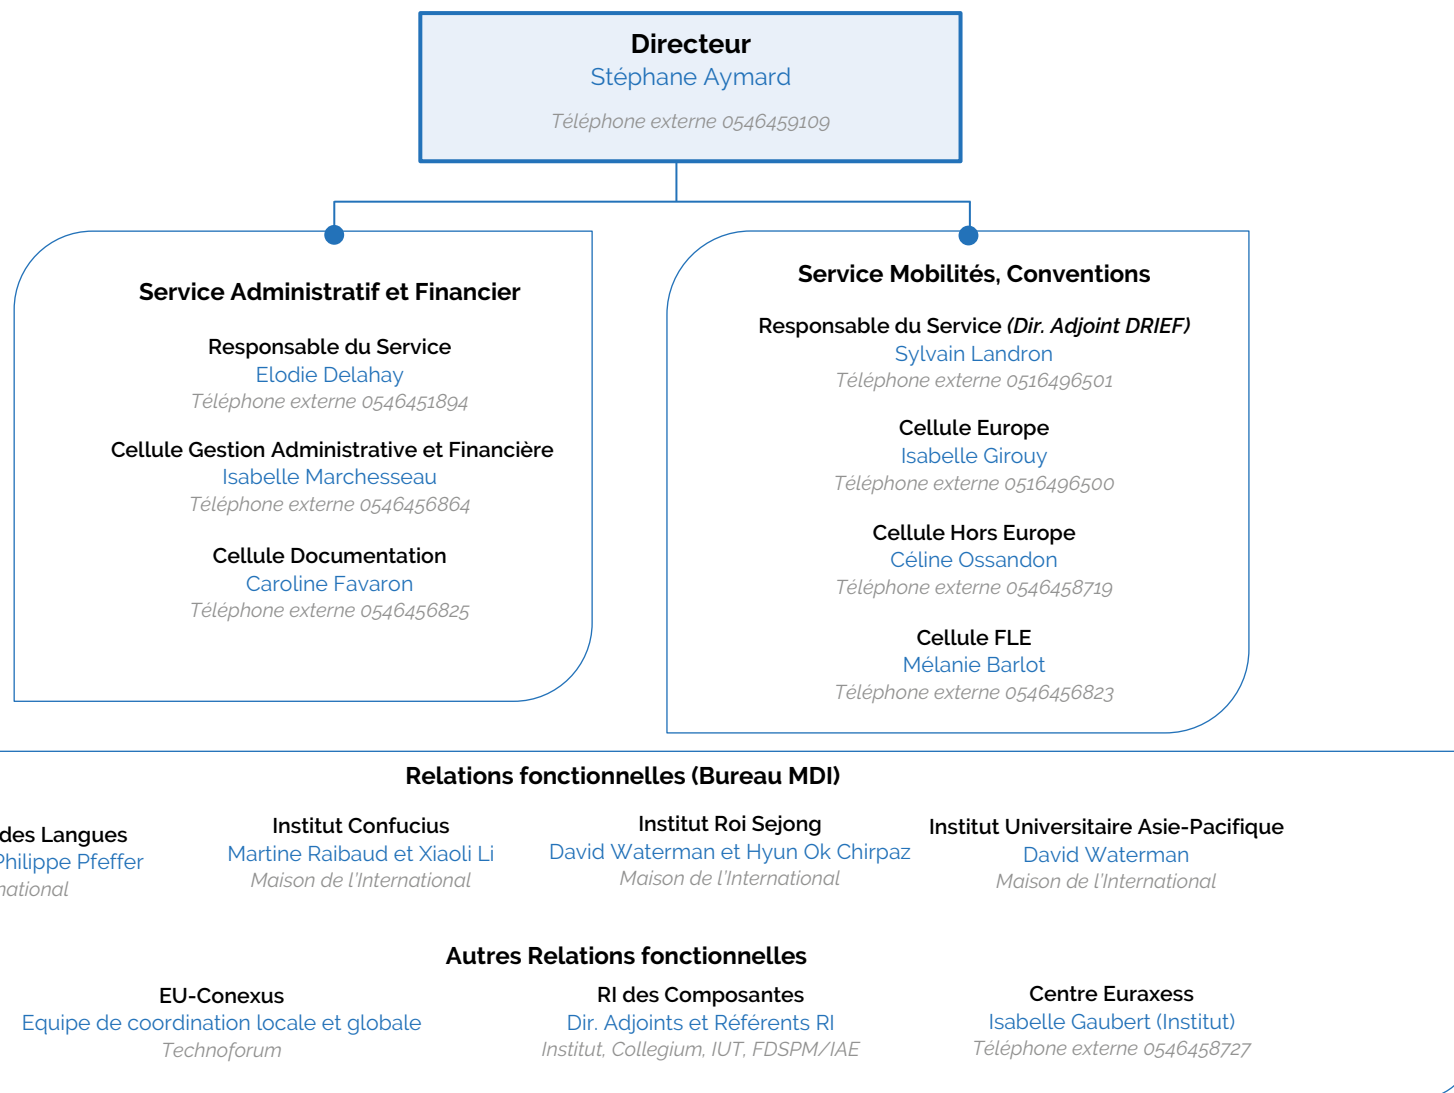 Directeur
Stéphane Aymard
Téléphone externe 0546459109
Service Administratif et Financier
Responsable du Service
Elodie Delahay
Téléphone externe 0546451894
Cellule Gestion Administrative et Financière
Isabelle Marchesseau
Téléphone externe 0546456864
Cellule Documentation
Caroline Favaron
Téléphone externe 0546456825
Service Mobilités, Conventions
Responsable du Service (Dir. Adjoint DRIEF)
Sylvain Landron
Téléphone externe 0516496501
Cellule Europe
Isabelle Girouy
Téléphone externe 0516496500
Cellule Hors Europe
Céline Ossandon
Téléphone externe 0546458719
Cellule FLE
Mélanie Barlot
Téléphone externe 0546456823
Relations fonctionnelles (Bureau MDI)
des Langues
Philippe Pfeffer
Institut Confucius
Martine Raibaud et Xiaoli Li
Maison de l'International
Institut Roi Sejong
David Waterman et Hyun Ok Chirpaz
Maison de l'International
Institut Universitaire Asie-Pacifique
David Waterman
Maison de l'International
Autres Relations fonctionnelles
EU-Conexus
Equipe de coordination locale et globale
Technoforum
RI des Composantes
Dir. Adjoints et Référents RI
Institut, Collegium, IUT, FDSPM/IAE
Centre Euraxess
Isabelle Gaubert (Institut)
Téléphone externe 0546458727